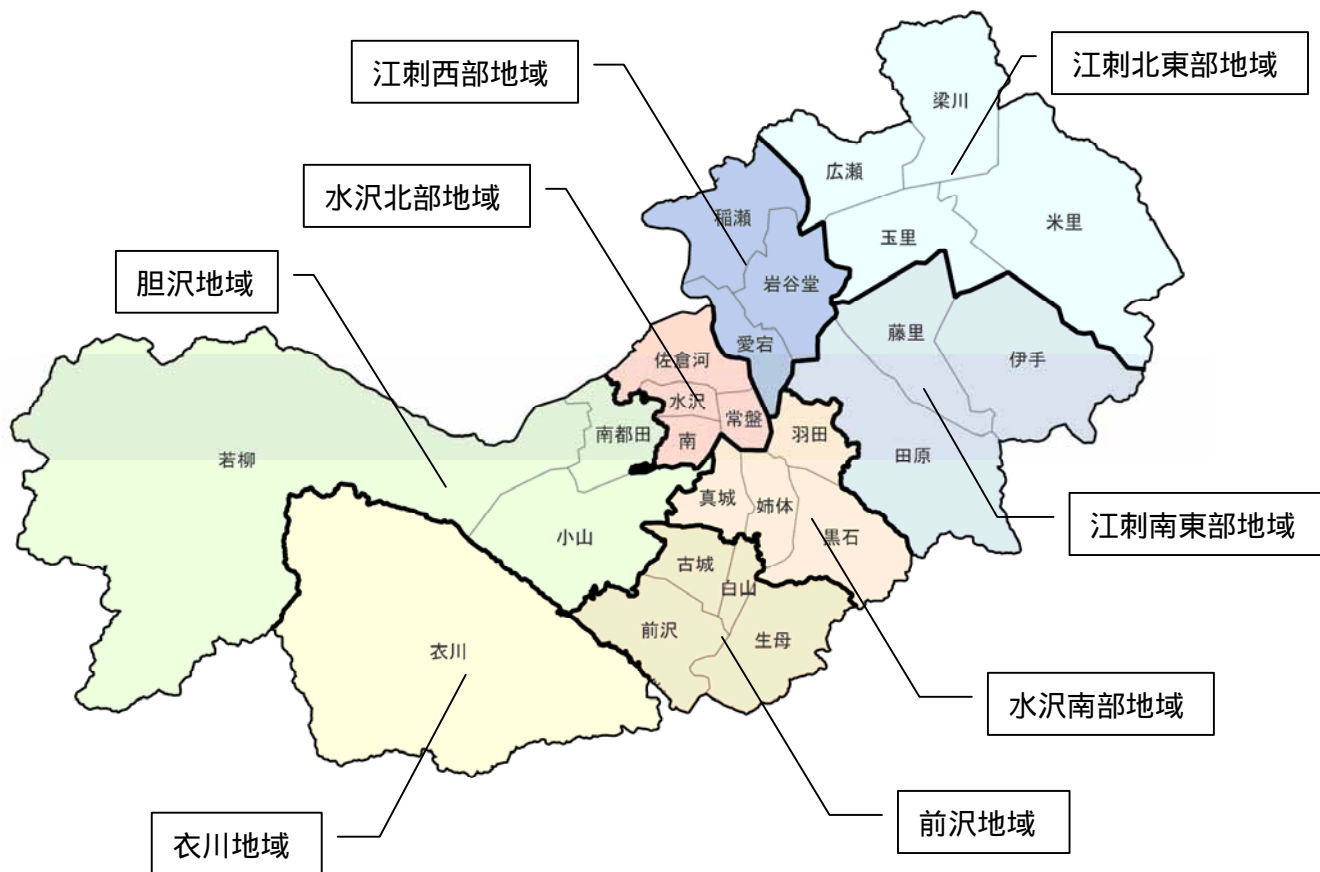 江刺西部地域
江刺北東部地域
梁川
広瀬
水沢北部地域
稲瀬
玉里
米里
胆沢地域
岩谷堂
藤里
愛宕
佐倉河
伊手
水沢
常盤
南都田
南
羽田
若柳
田原
真城
姉体
江刺南東部地域
小山
黒石
古城
白山
前沢
生母
衣川
水沢南部地域
前沢地域
衣川地域